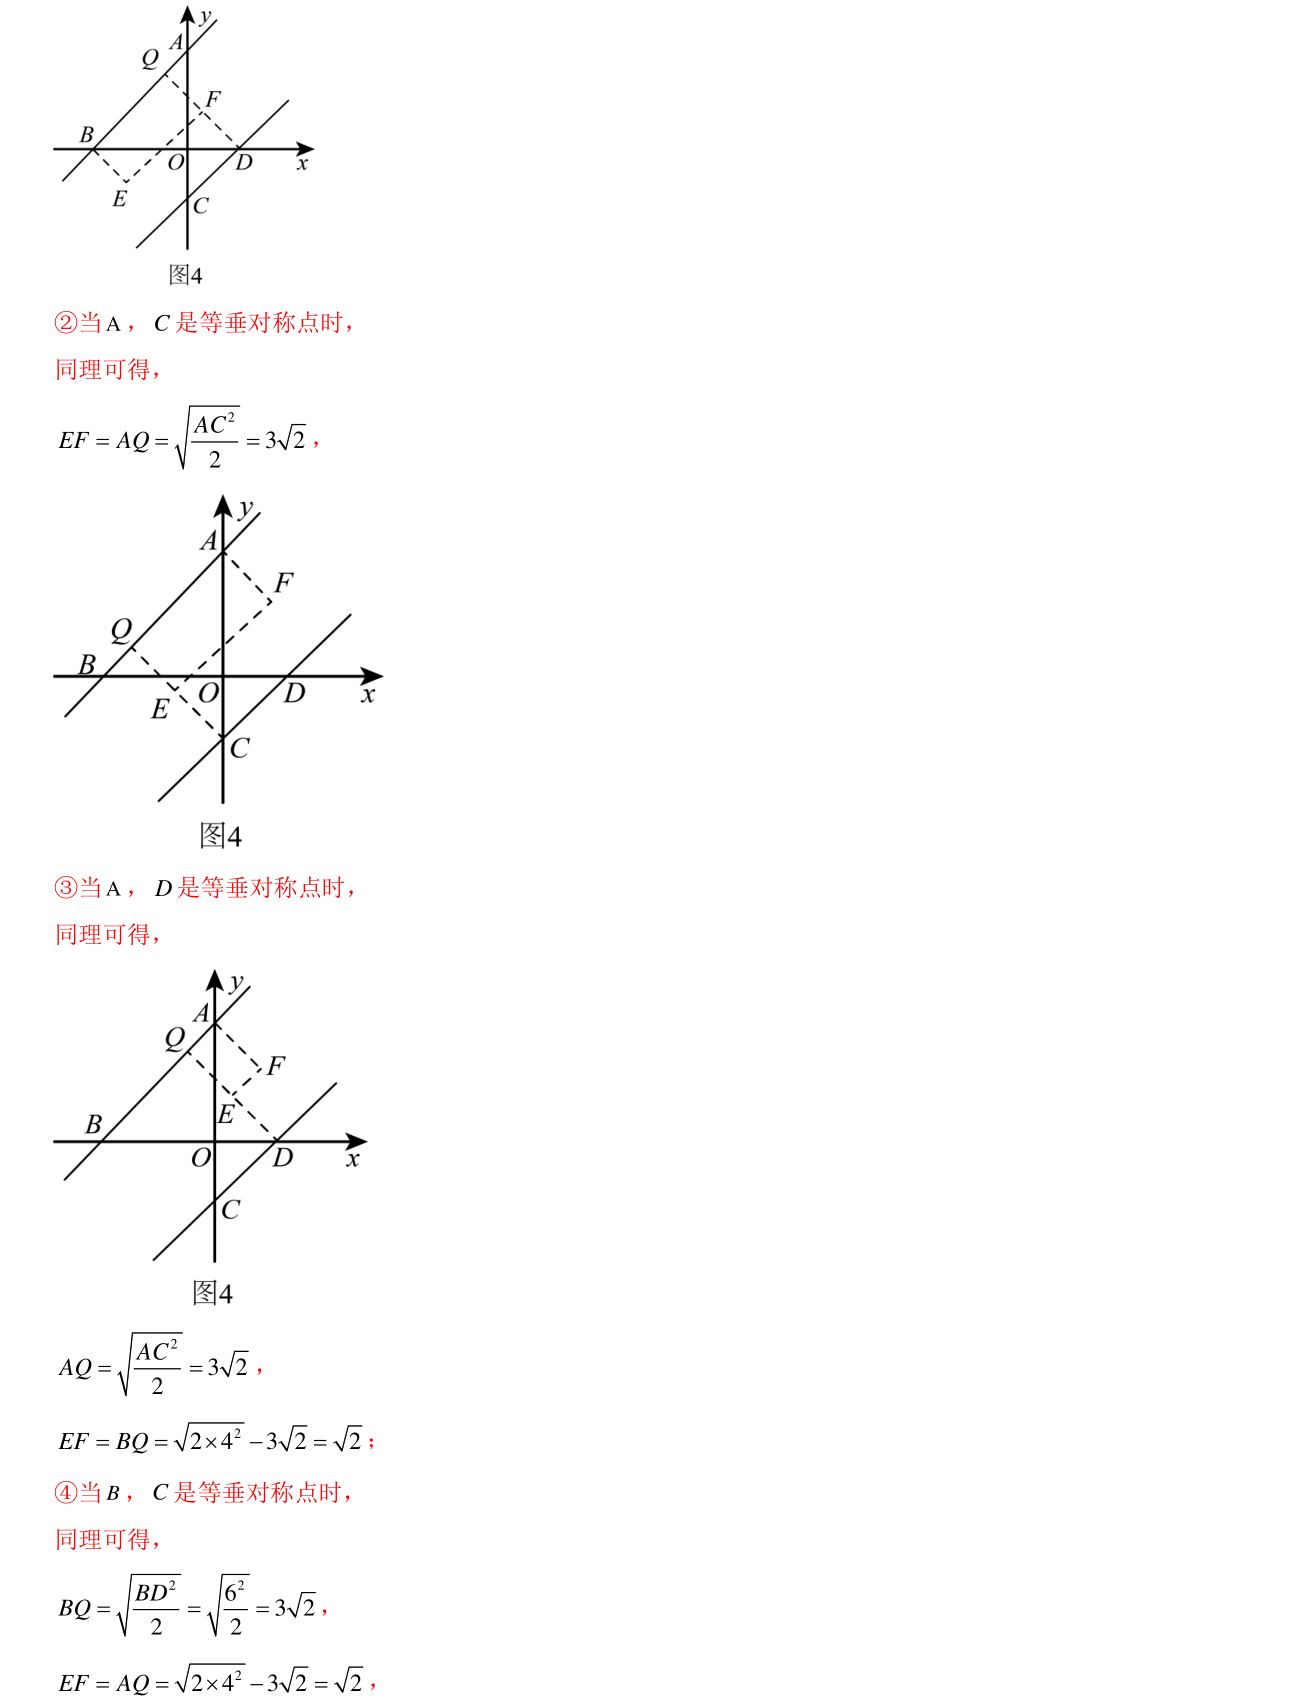 y
A
Q
F
B
O
D
x
E
C
图4
②当A，C是等垂对称点时，
同理可得，
EF = AQ = √(AC²/2) = 3√2，
y
A
F
Q
B
O
D
x
E
C
图4
③当A，D是等垂对称点时，
同理可得，
y
A
Q
F
E
B
O
D
x
C
图4
AQ = √(AC²/2) = 3√2，
EF = BQ = √(2×4²) − 3√2 = √2；
④当B，C是等垂对称点时，
同理可得，
BQ = √(BD²/2) = √(6²/2) = 3√2，
EF = AQ = √(2×4²) − 3√2 = √2，